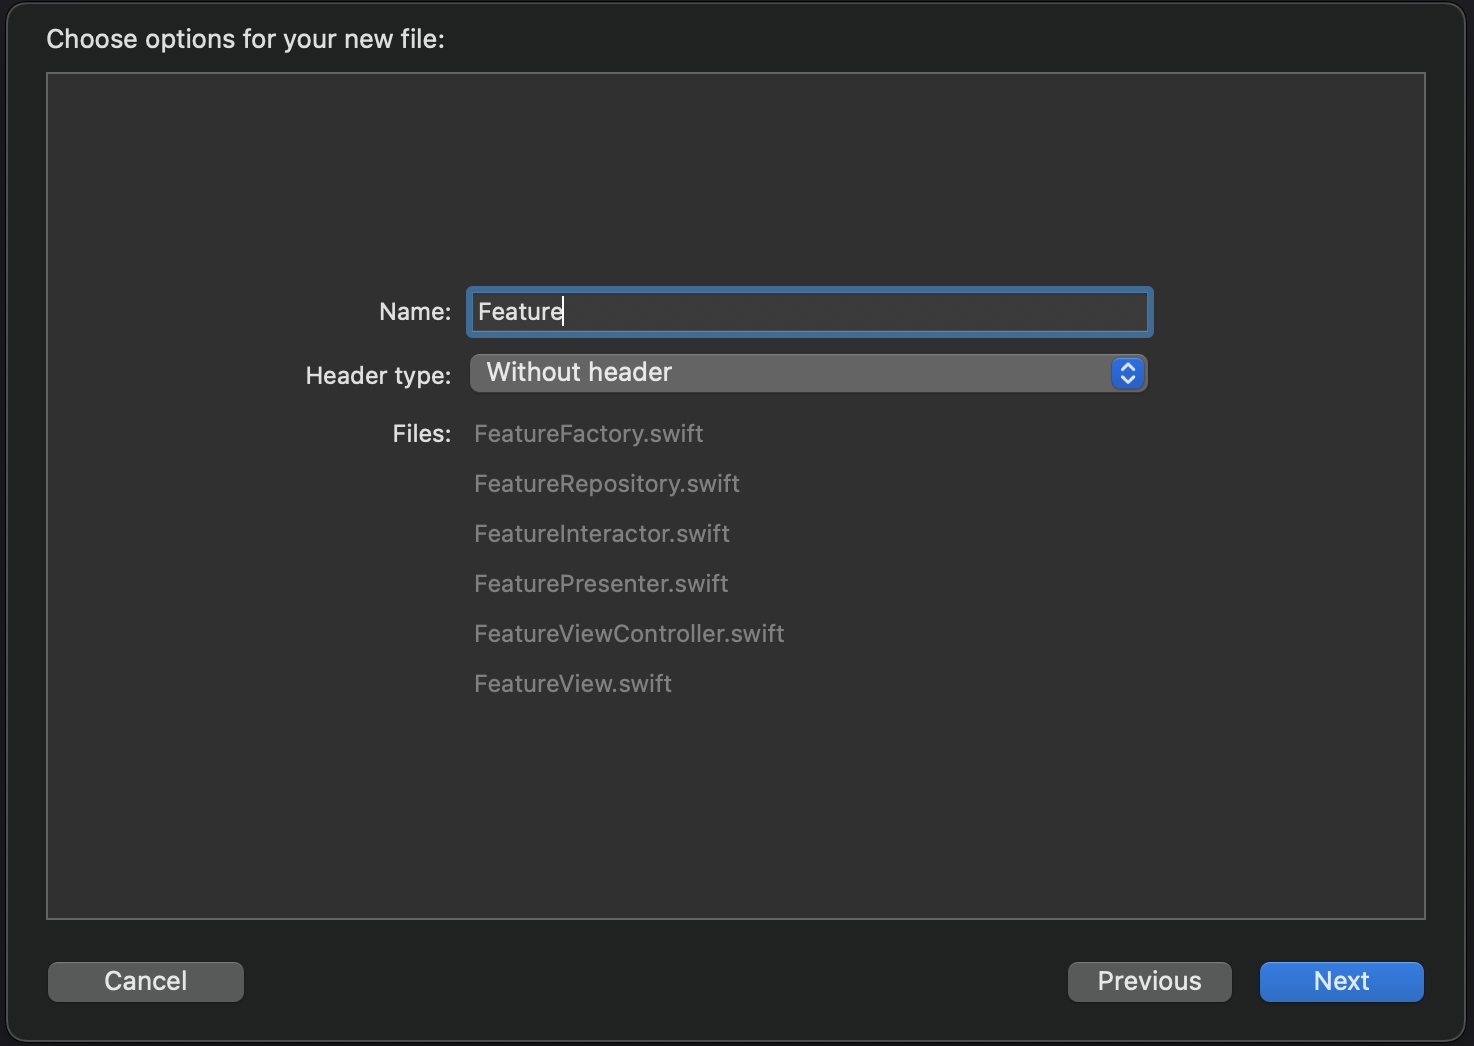 Choose options for your new file:
Name: Feature
Header type: Without header
Files: FeatureFactory.swift
FeatureRepository.swift
FeatureInteractor.swift
FeaturePresenter.swift
FeatureViewController.swift
FeatureView.swift
Cancel Previous Next